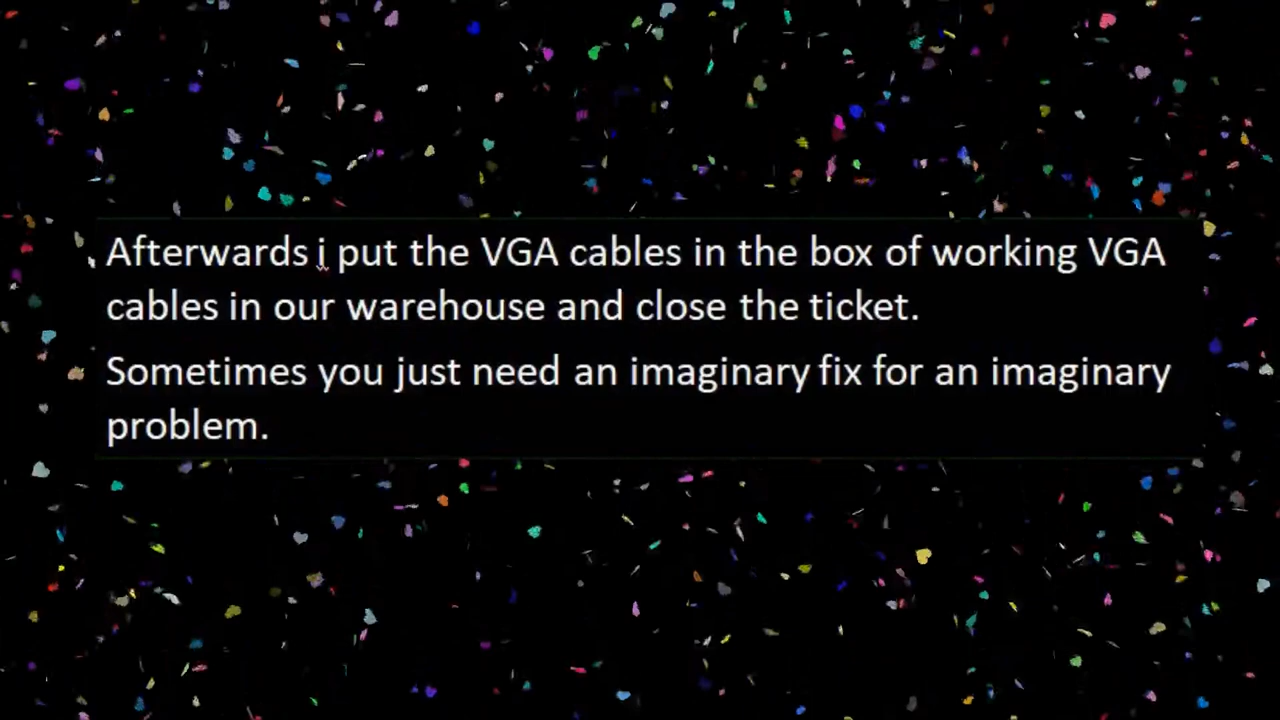 Afterwards i put the VGA cables in the box of working VGA
cables in our warehouse and close the ticket.
Sometimes you just need an imaginary fix for an imaginary
problem.